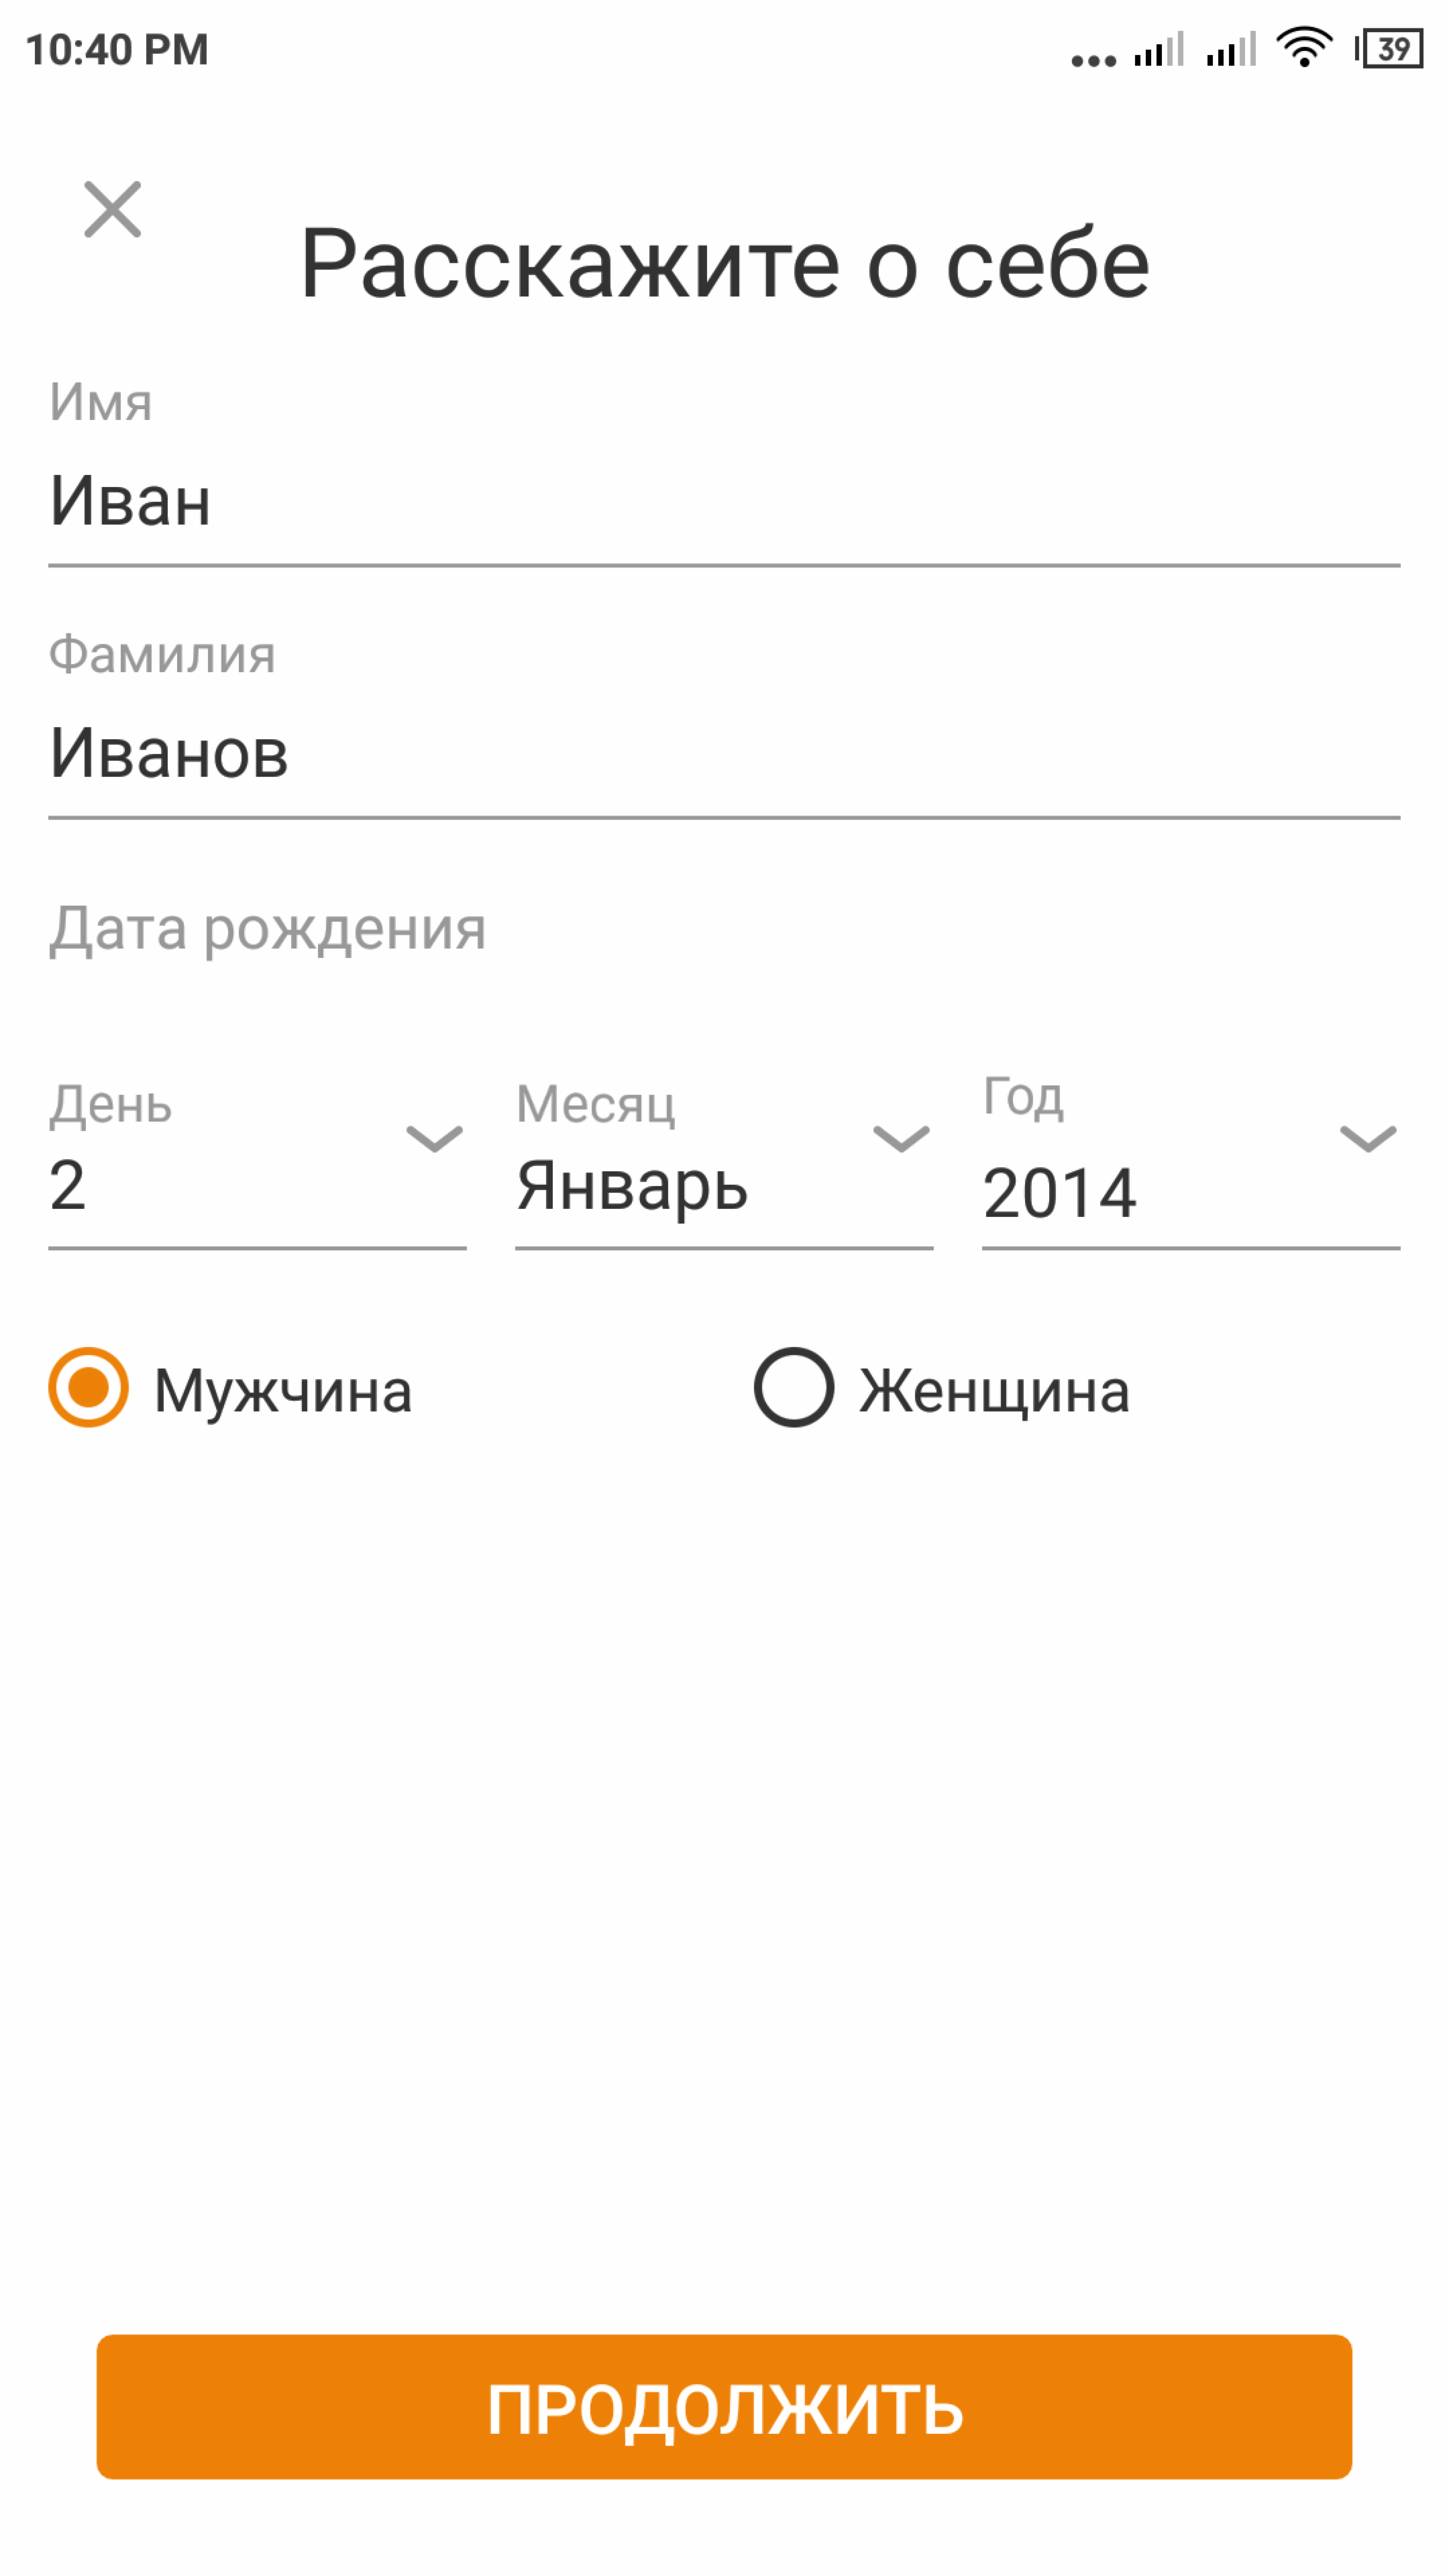 10:40 PM 39
Расскажите о себе
Имя
Иван
Фамилия
Иванов
Дата рождения
День Месяц Год
2 Январь 2014
Мужчина Женщина
ПРОДОЛЖИТЬ